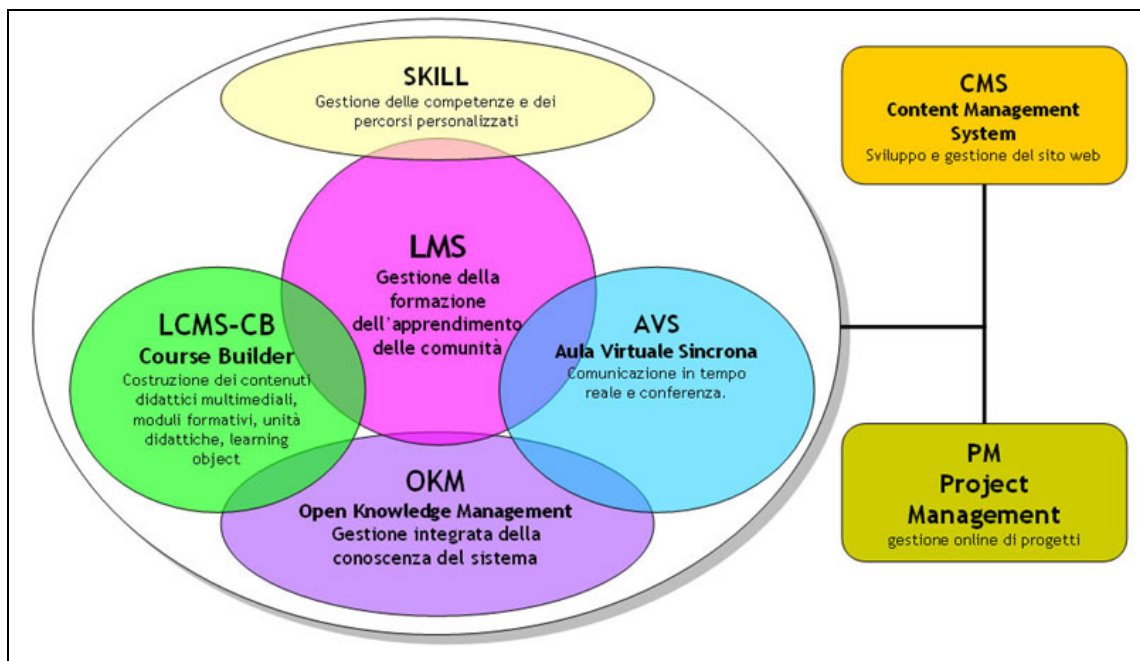 SKILL
Gestione delle competenze e dei
percorsi personalizzati
LMS
Gestione della
formazione
dell'apprendimento
delle comunità
LCMS-CB
Course Builder
Costruzione dei contenuti
didattici multimediali,
moduli formativi, unità
didattiche, learning
object
AVS
Aula Virtuale Sincrona
Comunicazione in tempo
reale e conferenza.
OKM
Open Knowledge Management
Gestione integrata della
conoscenza del sistema
CMS
Content Management
System
Sviluppo e gestione del sito web
PM
Project
Management
gestione online di progetti